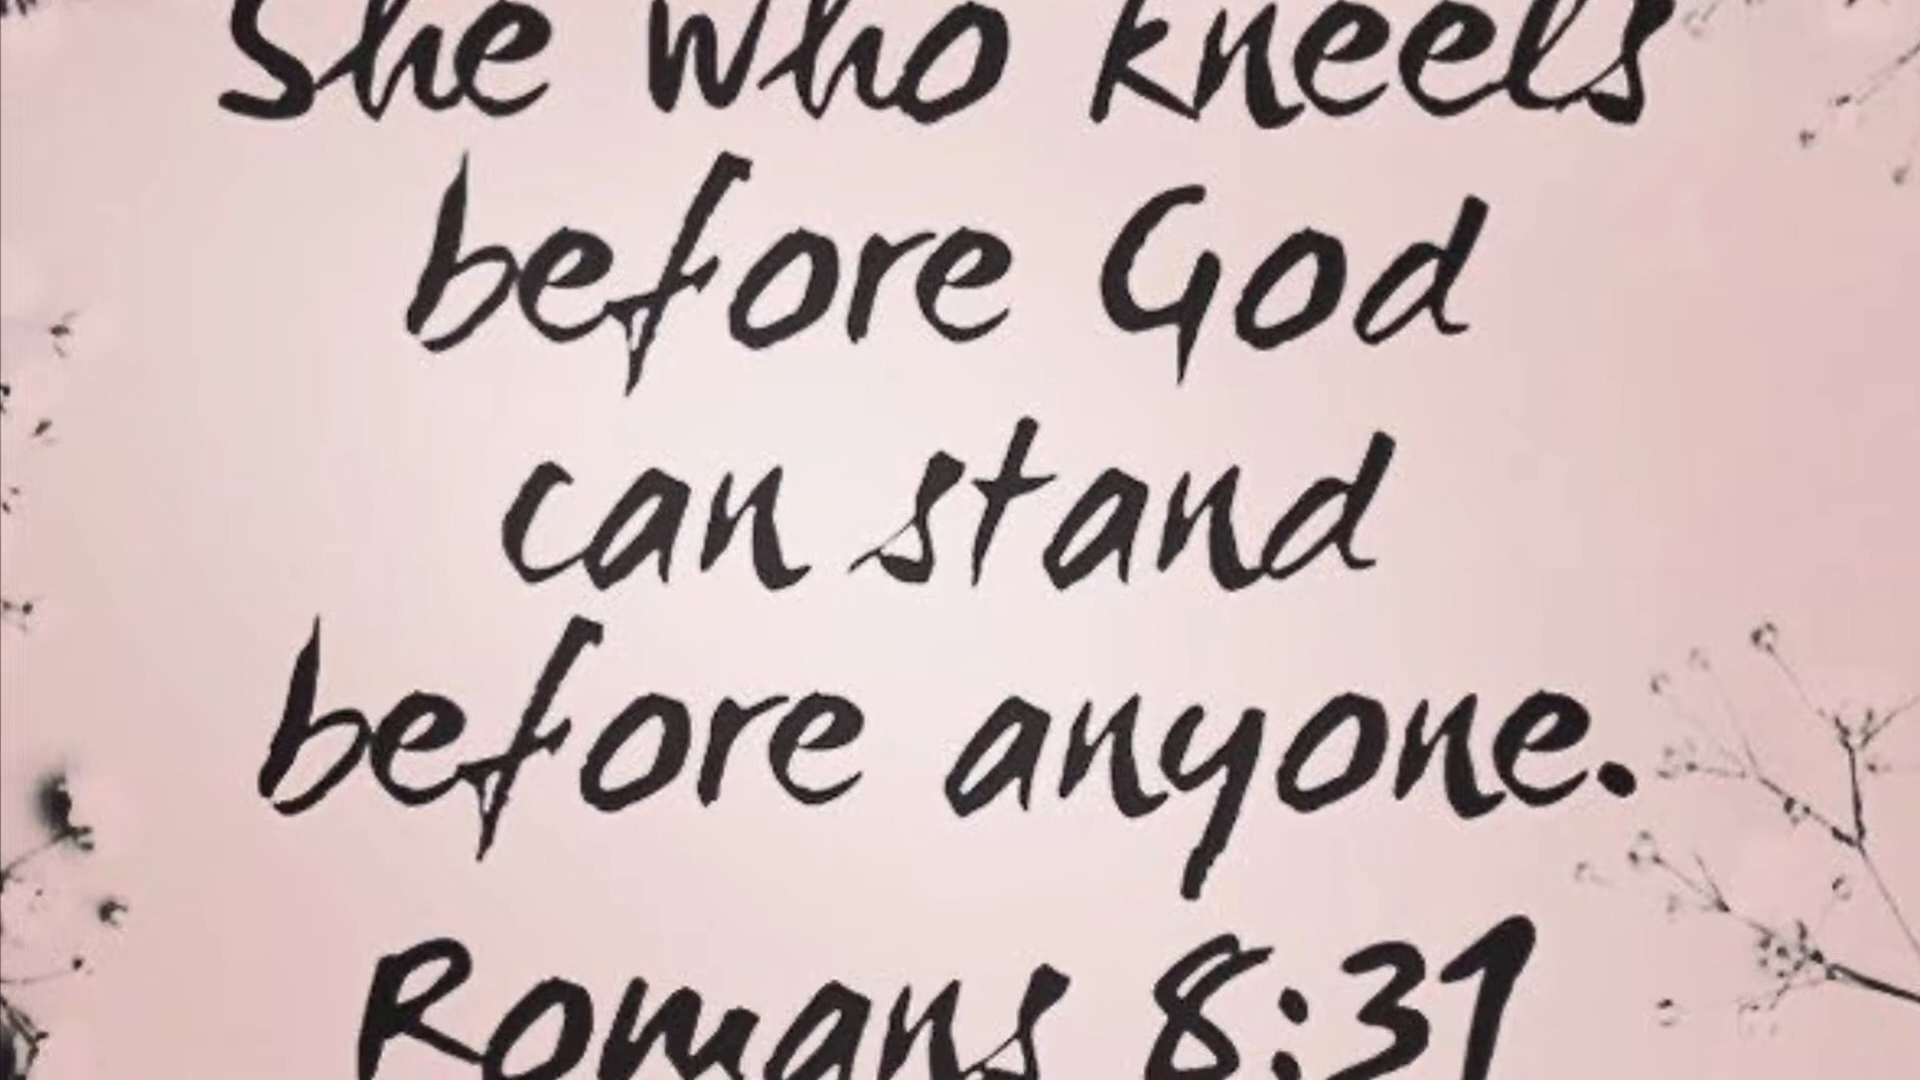 She who kneels
before God
can stand
before anyone.
Romans 8:31